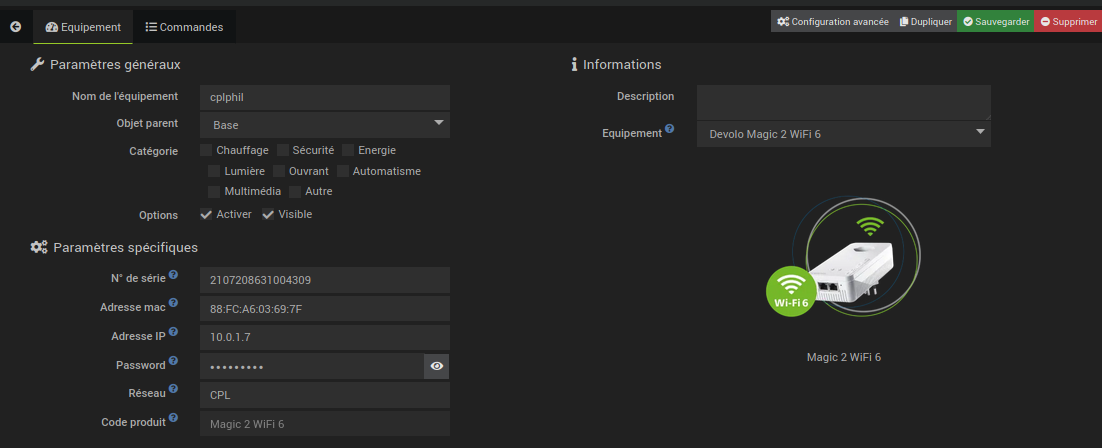 Equipement Commandes Configuration avancée Dupliquer Sauvegarder Supprimer
Paramètres généraux
Nom de l'équipement cplphil
Objet parent Base
Catégorie Chauffage Sécurité Energie
Lumière Ouvrant Automatisme
Multimédia Autre
Options Activer Visible
Paramètres spécifiques
N° de série ? 2107208631004309
Adresse mac ? 88:FC:A6:03:69:7F
Adresse IP ? 10.0.1.7
Password ? •••••••••
Réseau ? CPL
Code produit ? Magic 2 WiFi 6
Informations
Description
Equipement ? Devolo Magic 2 WiFi 6
Wi-Fi 6
Magic 2 WiFi 6